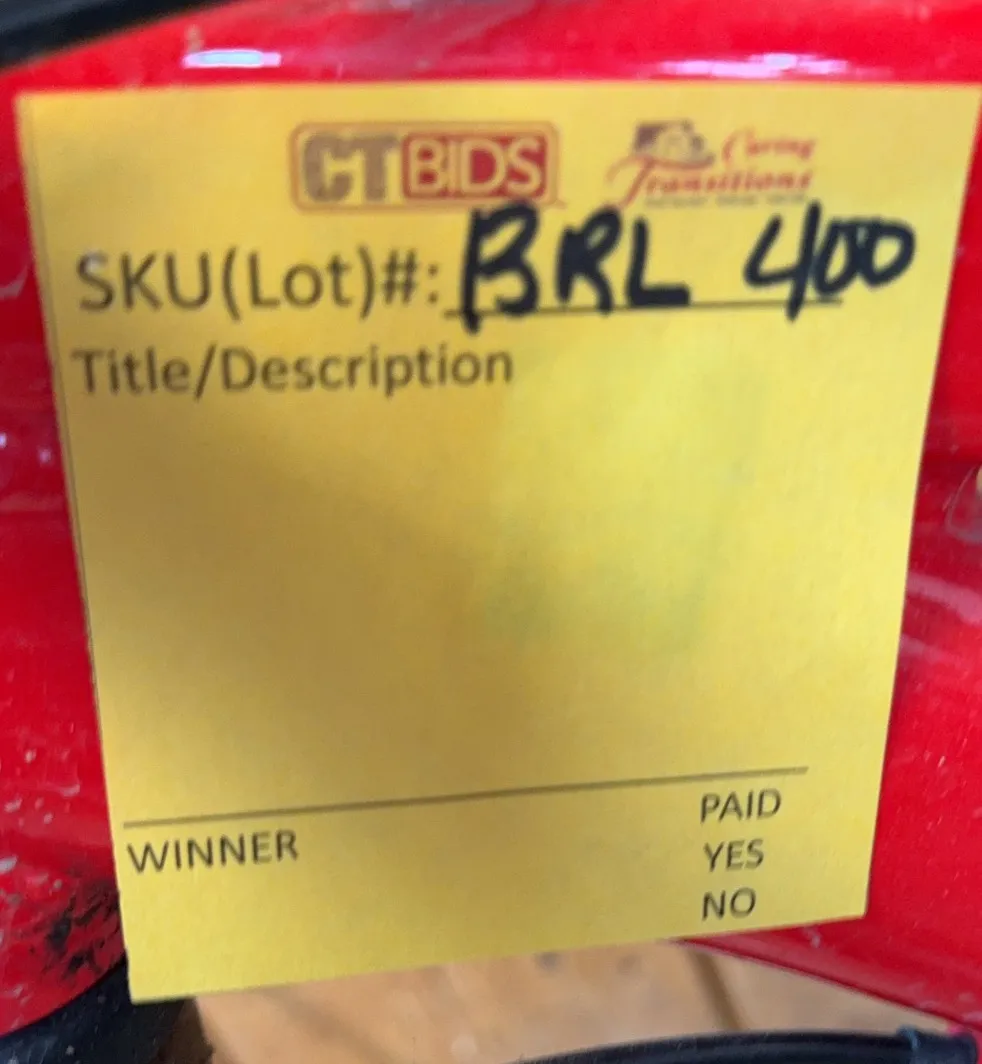 CTBIDS
Caring
Transitions
SKU(Lot)#: BRL 400
Title/Description
PAID
WINNER
YES
NO